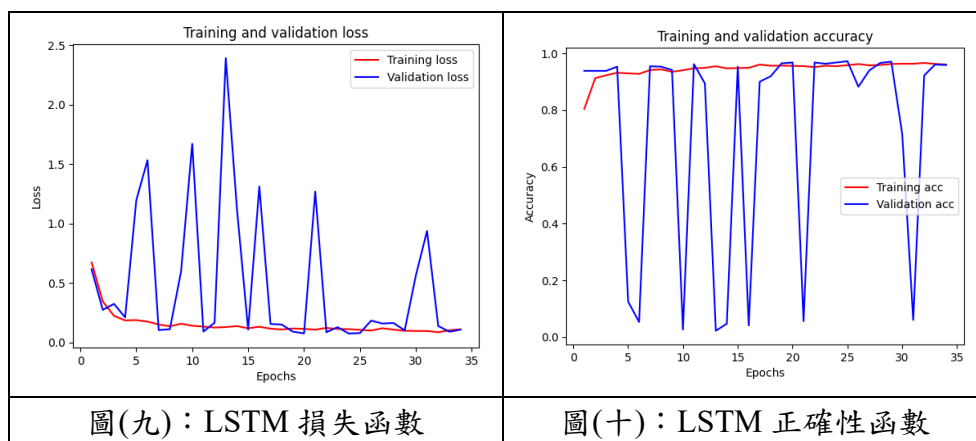 Training and validation loss
2.5
2.0
1.5
1.0
0.5
0.0
Loss
Training loss
Validation loss
0 5 10 15 20 25 30 35
Epochs
圖(九)：LSTM 損失函數
Training and validation accuracy
1.0
0.8
0.6
0.4
0.2
0.0
Accuracy
Training acc
Validation acc
0 5 10 15 20 25 30 35
Epochs
圖(十)：LSTM 正確性函數